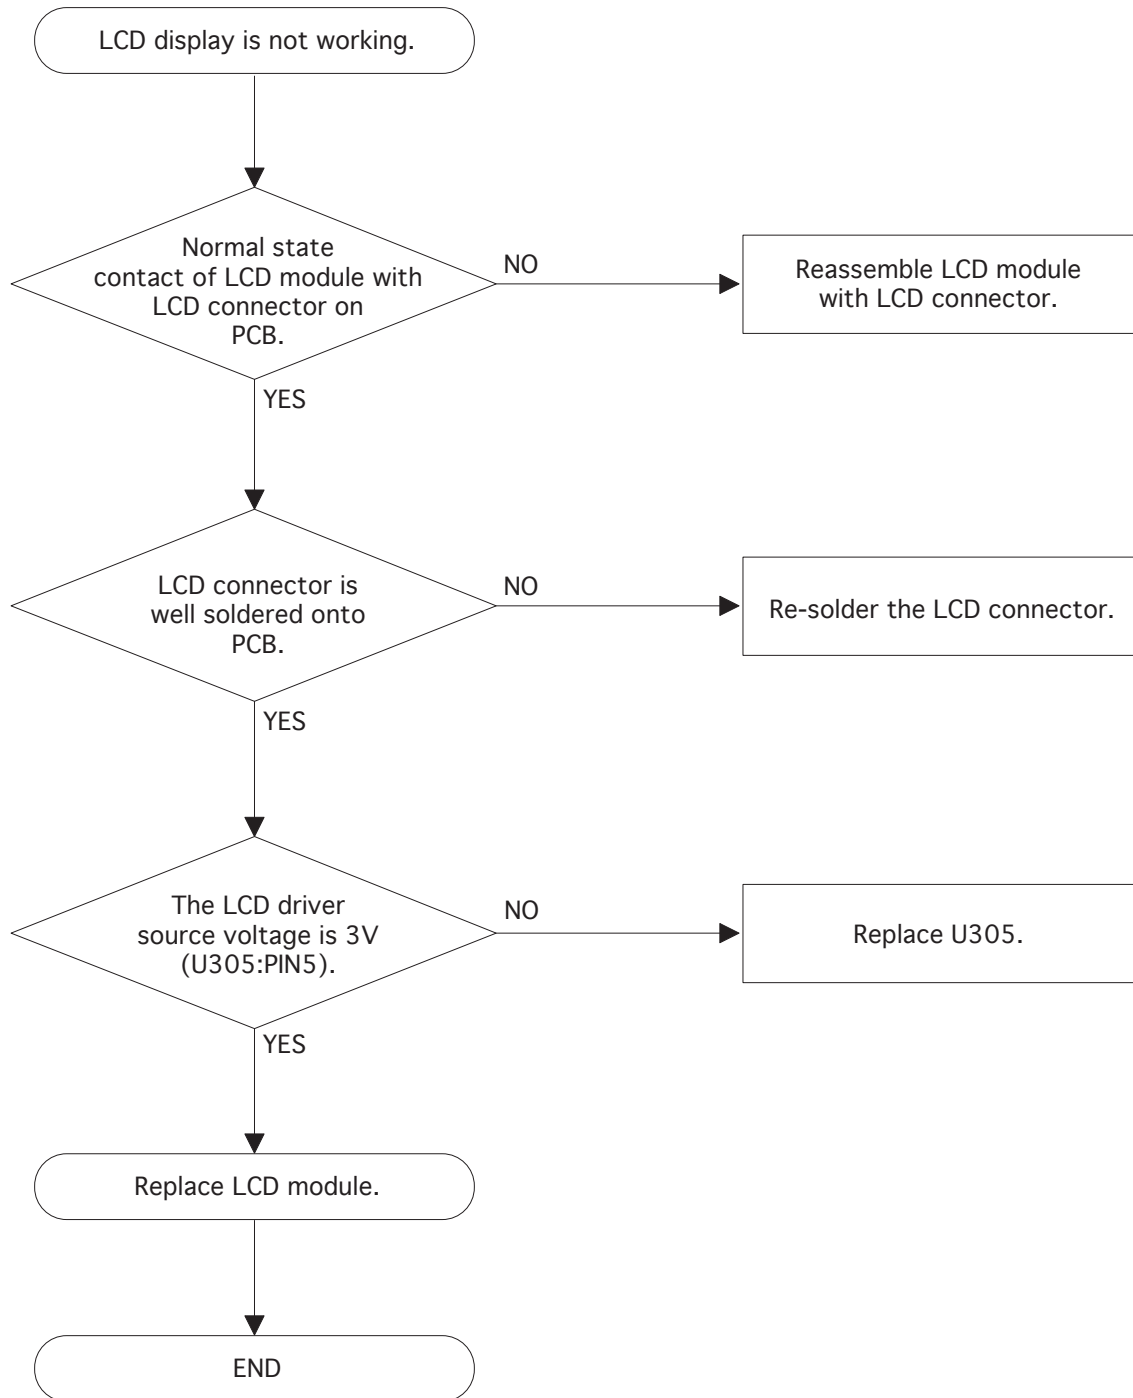 LCD display is not working.
Normal state
contact of LCD module with
LCD connector on
PCB.
NO
Reassemble LCD module
with LCD connector.
YES
LCD connector is
well soldered onto
PCB.
NO
Re-solder the LCD connector.
YES
The LCD driver
source voltage is 3V
(U305:PIN5).
NO
Replace U305.
YES
Replace LCD module.
END